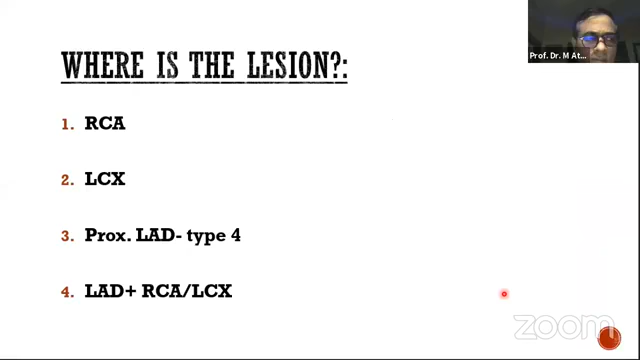 Prof. Dr. M At...
WHERE IS THE LESION?:
1. RCA
2. LCX
3. Prox. LAD- type 4
4. LAD+ RCA/LCX
zoom